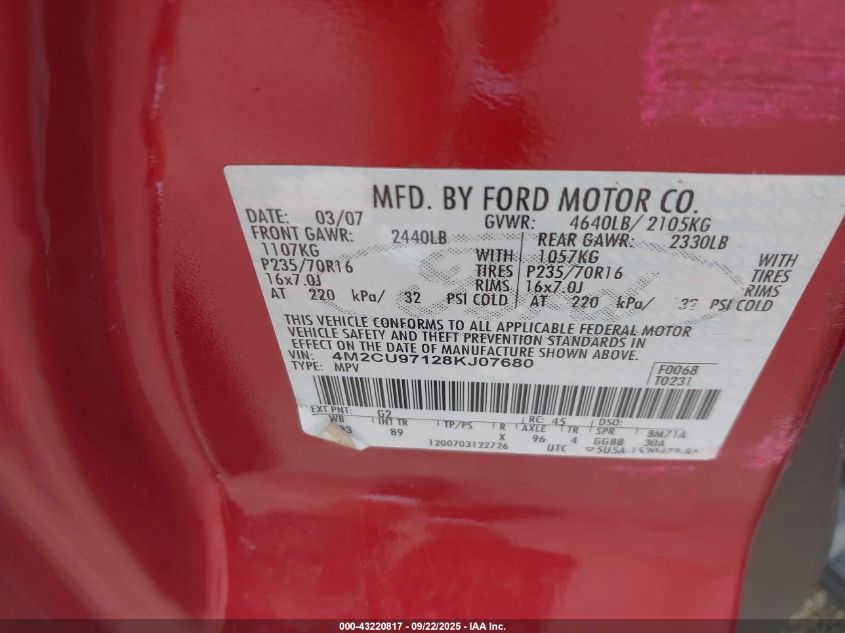 MFD. BY FORD MOTOR CO.
DATE: 03/07 GVWR: 4640LB/ 2105KG
FRONT GAWR: 2440LB REAR GAWR: 2330LB
1107KG WITH 1057KG WITH
P235/70R16 TIRES P235/70R16 TIRES
16x7.0J RIMS 16x7.0J RIMS
AT 220 kPa/ 32 PSI COLD AT 220 kPa/ 32 PSI COLD
THIS VEHICLE CONFORMS TO ALL APPLICABLE FEDERAL MOTOR
VEHICLE SAFETY AND THEFT PREVENTION STANDARDS IN
EFFECT ON THE DATE OF MANUFACTURE SHOWN ABOVE.
VIN: 4M2CU97128KJ07680 F0068
TYPE: MPV T0231
EXT PNT: G2 RC: 45 DSO:
WB INT TR TP/PS R AXLE TR SPR 8M71A
89 X 96 4 GG8B 30A
1200703122726 UTC
000-43220817 - 09/22/2025 - IAA Inc.